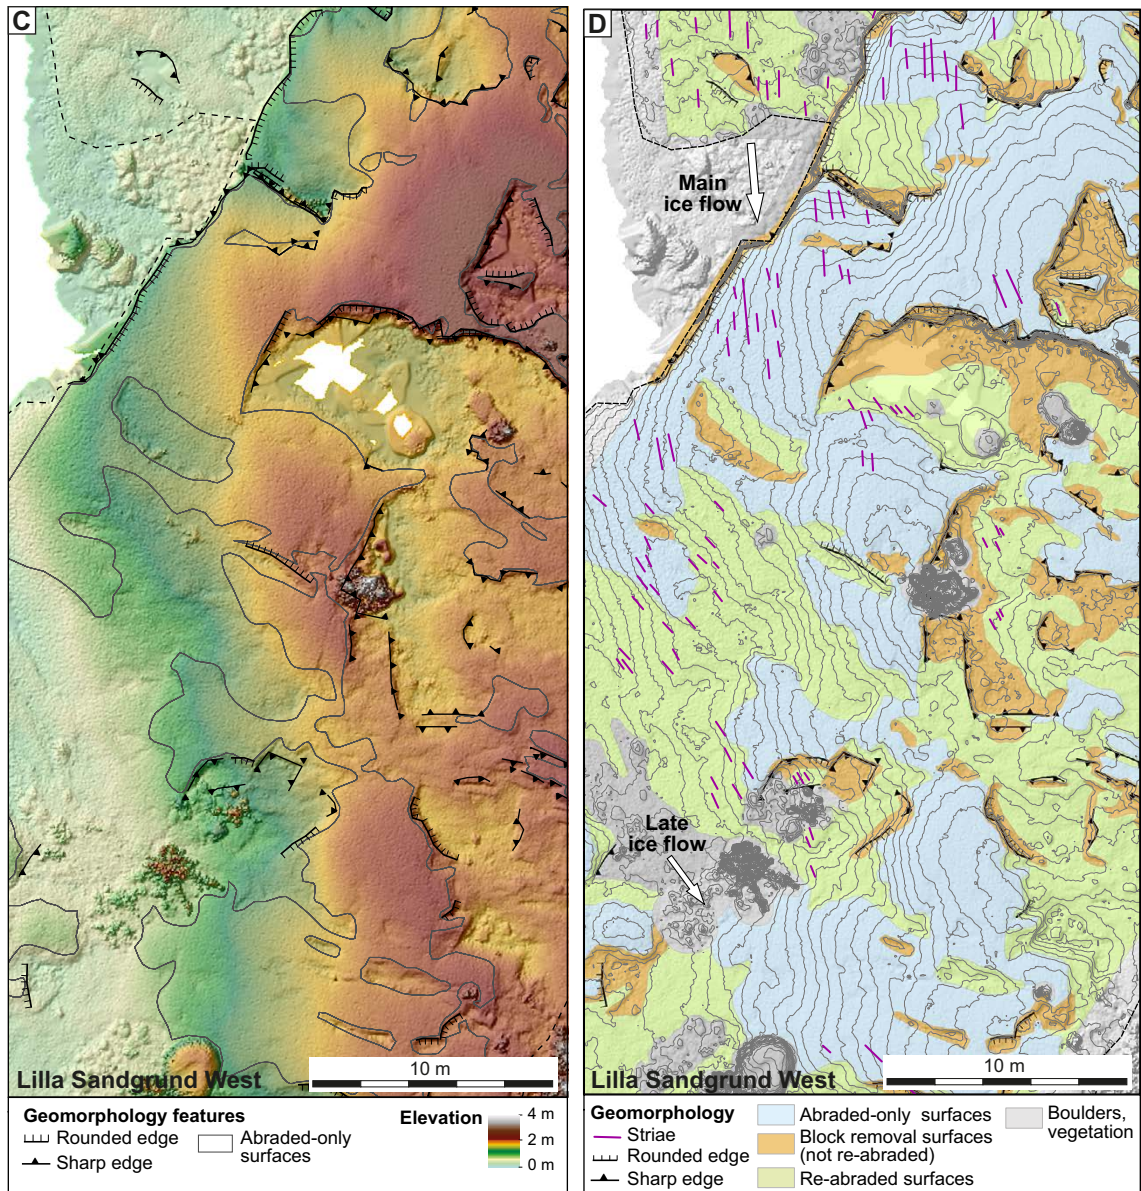 C
Lilla Sandgrund West
10 m
Geomorphology features
Rounded edge
Sharp edge
Abraded-only
surfaces
Elevation
4 m
2 m
0 m
D
Main
ice flow
Late
ice flow
Lilla Sandgrund West
10 m
Geomorphology
Striae
Rounded edge
Sharp edge
Abraded-only surfaces
Block removal surfaces
(not re-abraded)
Re-abraded surfaces
Boulders,
vegetation